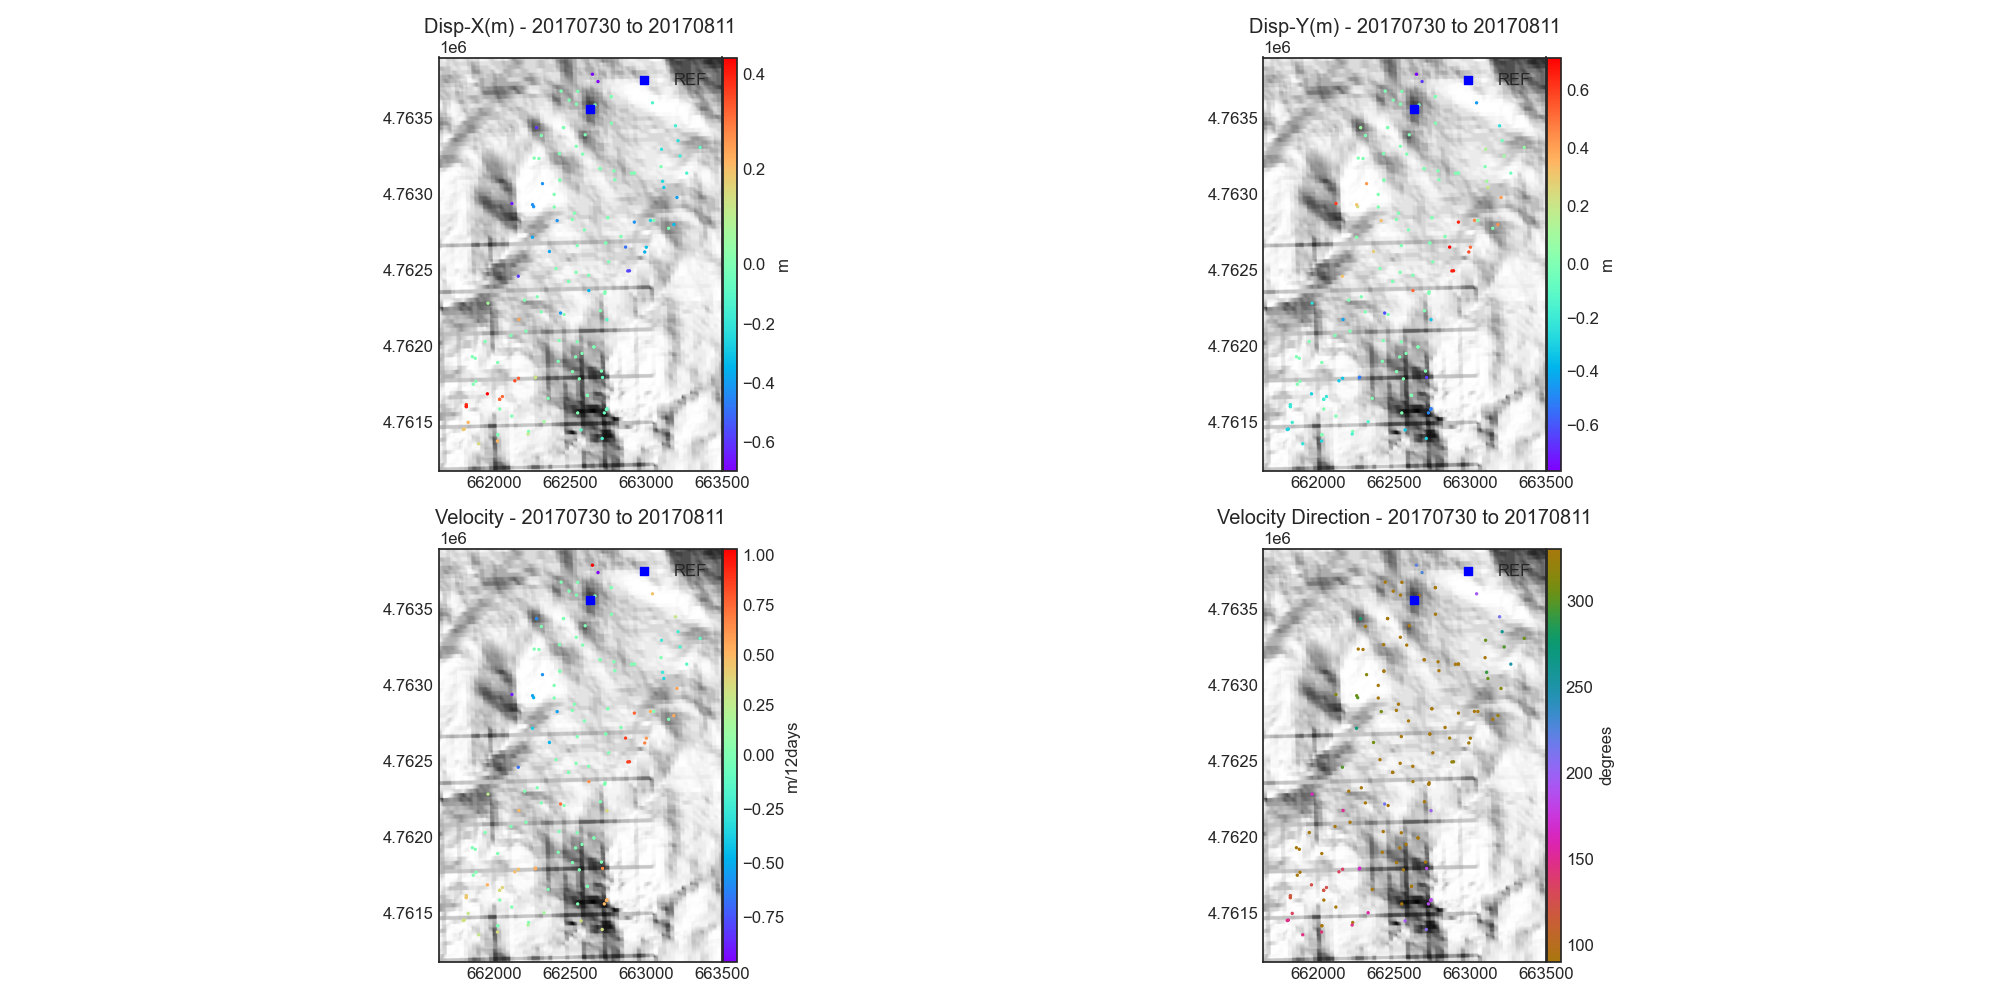 Disp-X(m) - 20170730 to 20170811
1e6
REF
4.7635
4.7630
4.7625
4.7620
4.7615
662000 662500 663000 663500
0.4
0.2
0.0
−0.2
−0.4
−0.6
m
Disp-Y(m) - 20170730 to 20170811
1e6
REF
4.7635
4.7630
4.7625
4.7620
4.7615
662000 662500 663000 663500
0.6
0.4
0.2
0.0
−0.2
−0.4
−0.6
m
Velocity - 20170730 to 20170811
1e6
REF
4.7635
4.7630
4.7625
4.7620
4.7615
662000 662500 663000 663500
1.00
0.75
0.50
0.25
0.00
−0.25
−0.50
−0.75
m/12days
Velocity Direction - 20170730 to 20170811
1e6
REF
4.7635
4.7630
4.7625
4.7620
4.7615
662000 662500 663000 663500
300
250
200
150
100
degrees